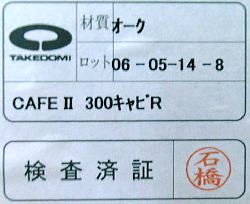 材質 オーク
TAKEDOMI
ロット 06-05-14-8
CAFE II 300キャビR
検査済証
石橋